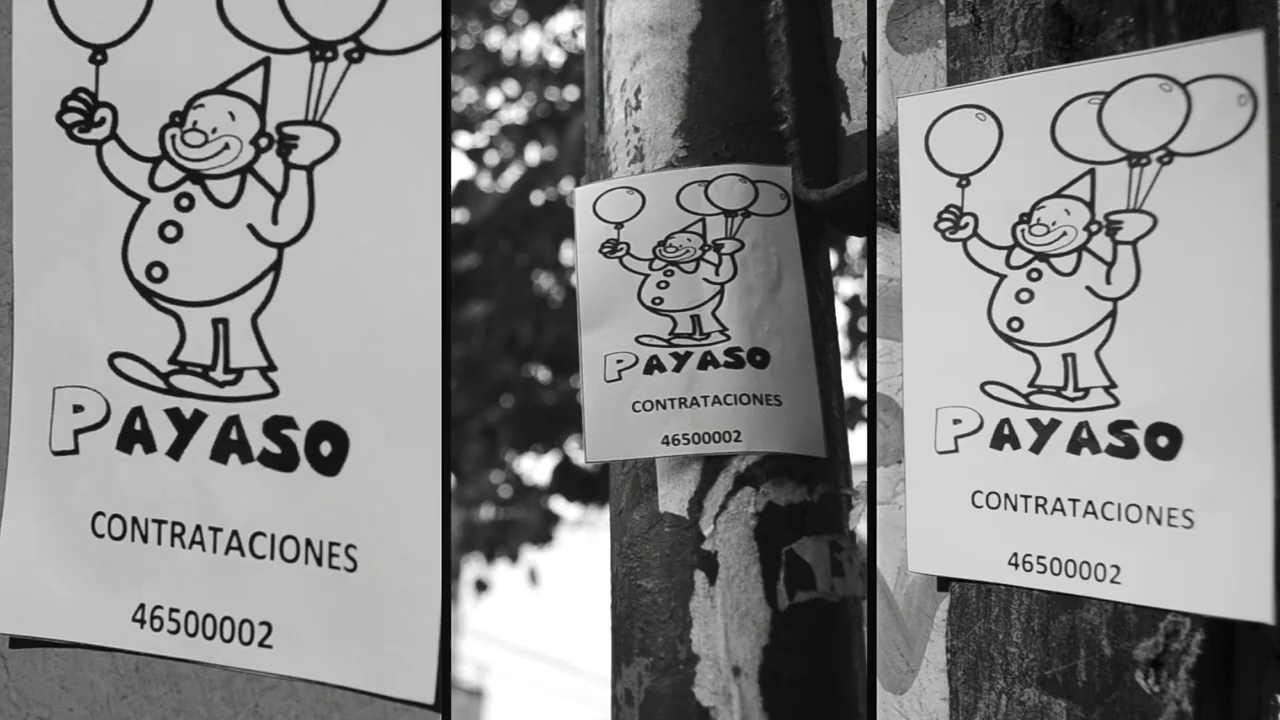 PAYASO
CONTRATACIONES
46500002
PAYASO
CONTRATACIONES
46500002
PAYASO
CONTRATACIONES
46500002